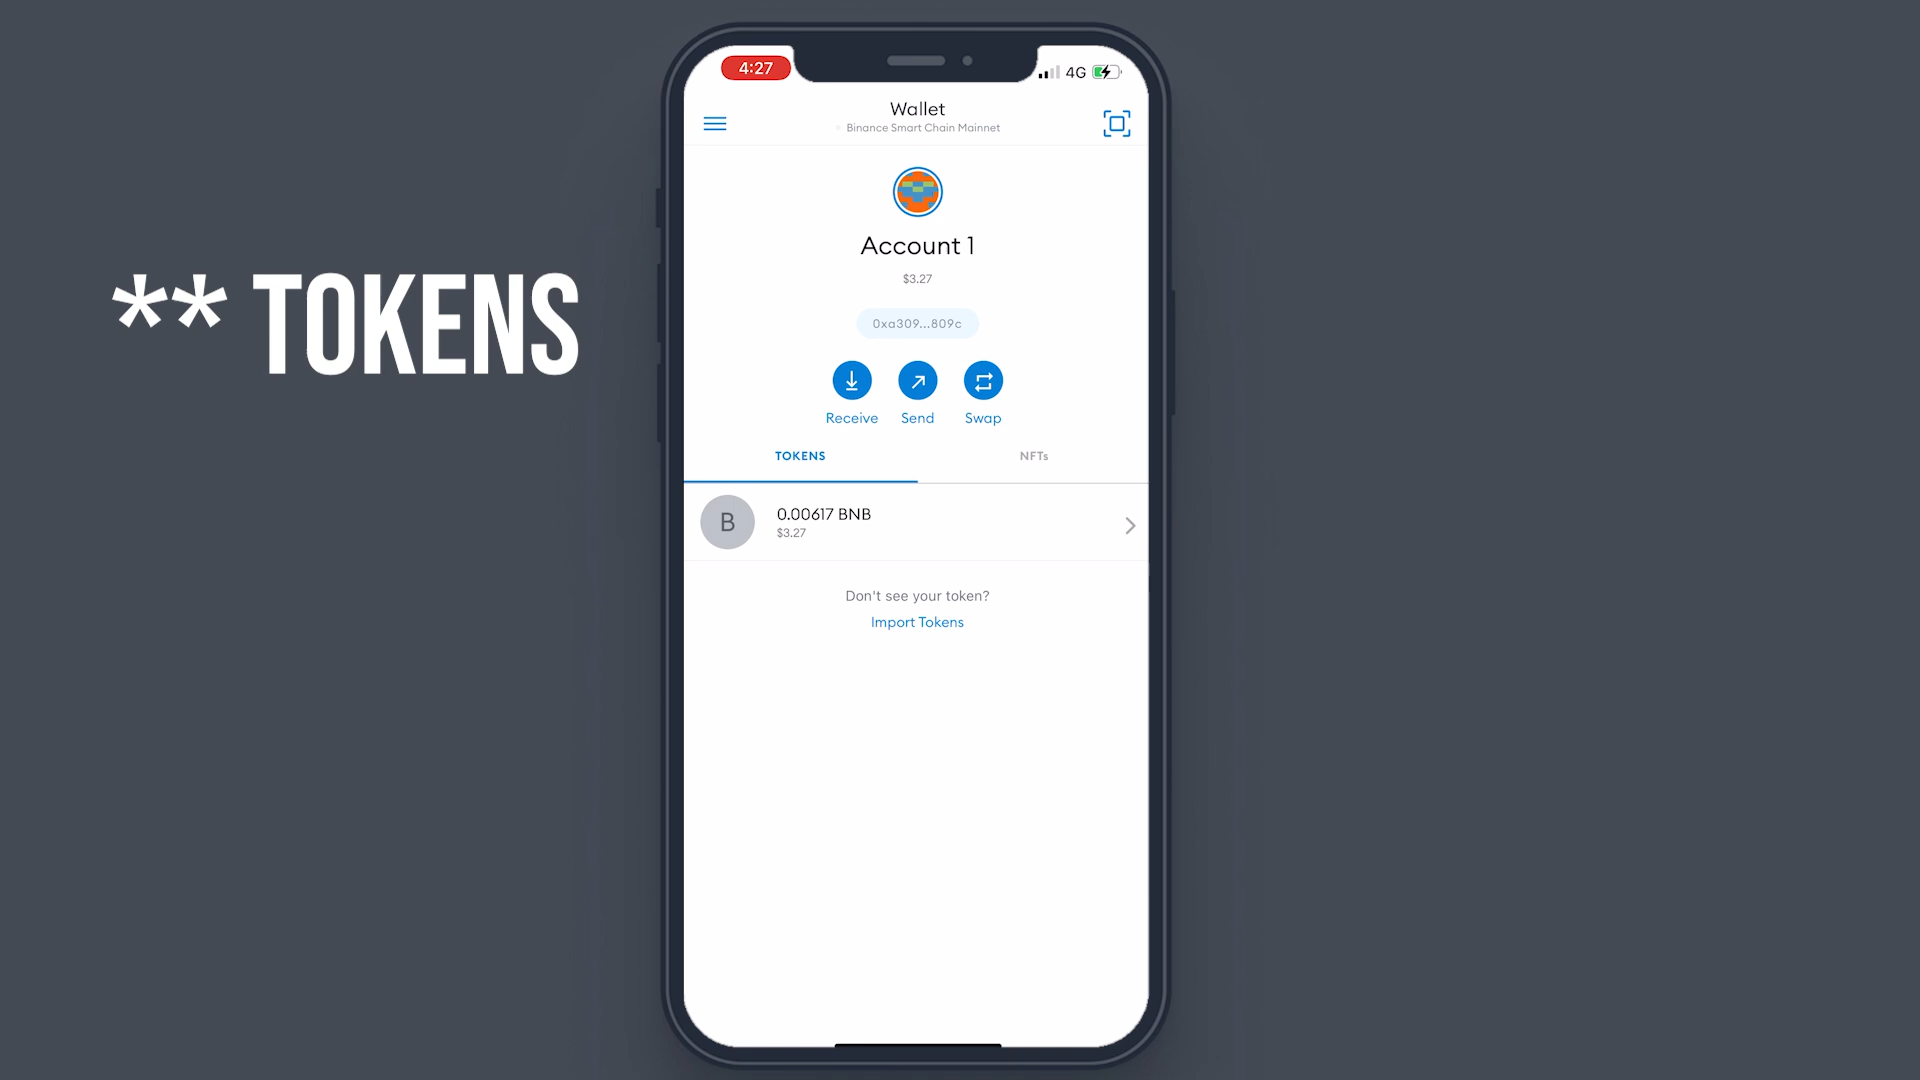 4:27
4G
Wallet
Binance Smart Chain Mainnet
** TOKENS
Account 1
$3.27
0xa309...809c
Receive Send Swap
TOKENS NFTs
B
0.00617 BNB
$3.27
Don't see your token?
Import Tokens